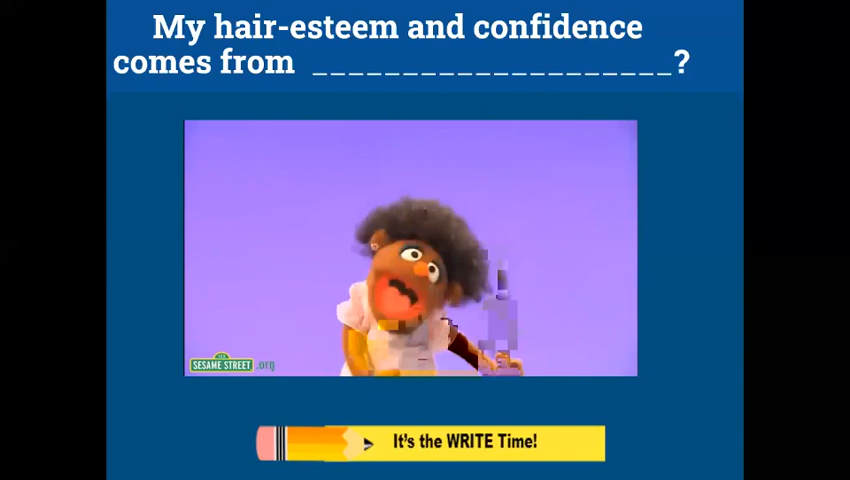 My hair-esteem and confidence
comes from ____________________?
SESAME STREET .org
It's the WRITE Time!